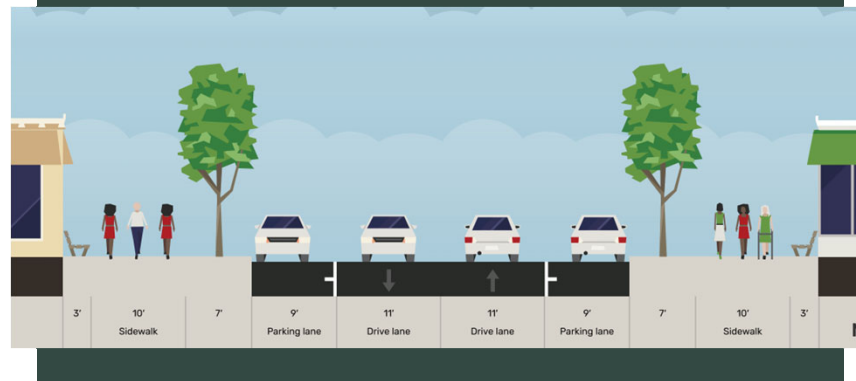 3'
10'
Sidewalk
7'
9'
Parking lane
11'
Drive lane
11'
Drive lane
9'
Parking lane
7'
10'
Sidewalk
3'